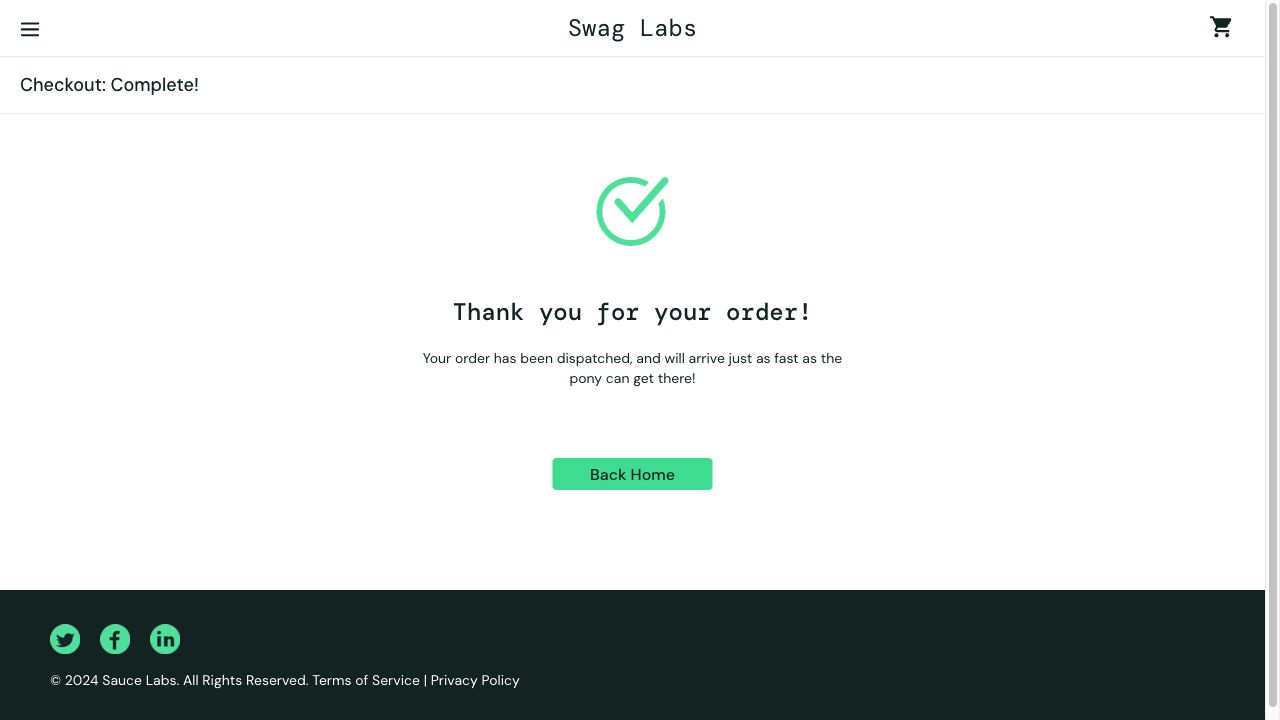 Swag Labs
Checkout: Complete!
Thank you for your order!
Your order has been dispatched, and will arrive just as fast as the
pony can get there!
Back Home
© 2024 Sauce Labs. All Rights Reserved. Terms of Service | Privacy Policy